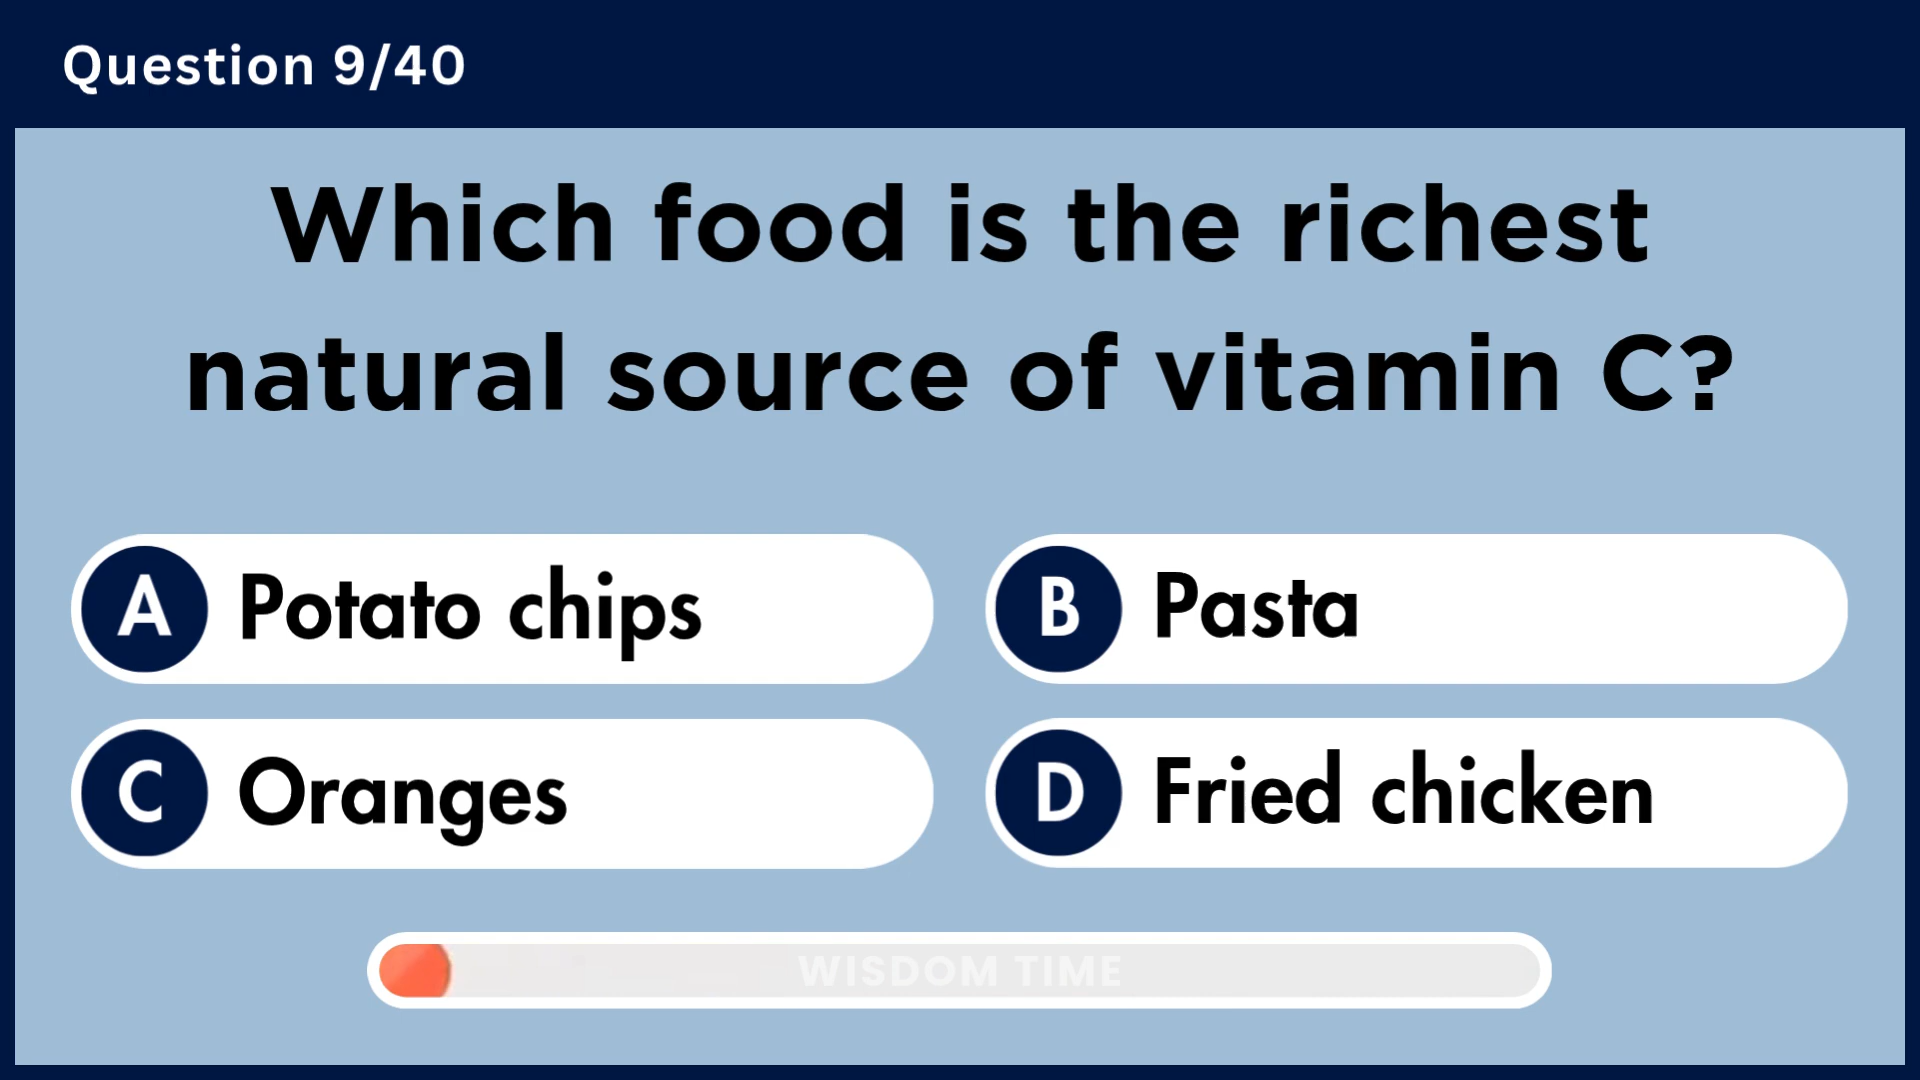 Question 9/40
Which food is the richest
natural source of vitamin C?
A Potato chips
B Pasta
C Oranges
D Fried chicken
WISDOM TIME